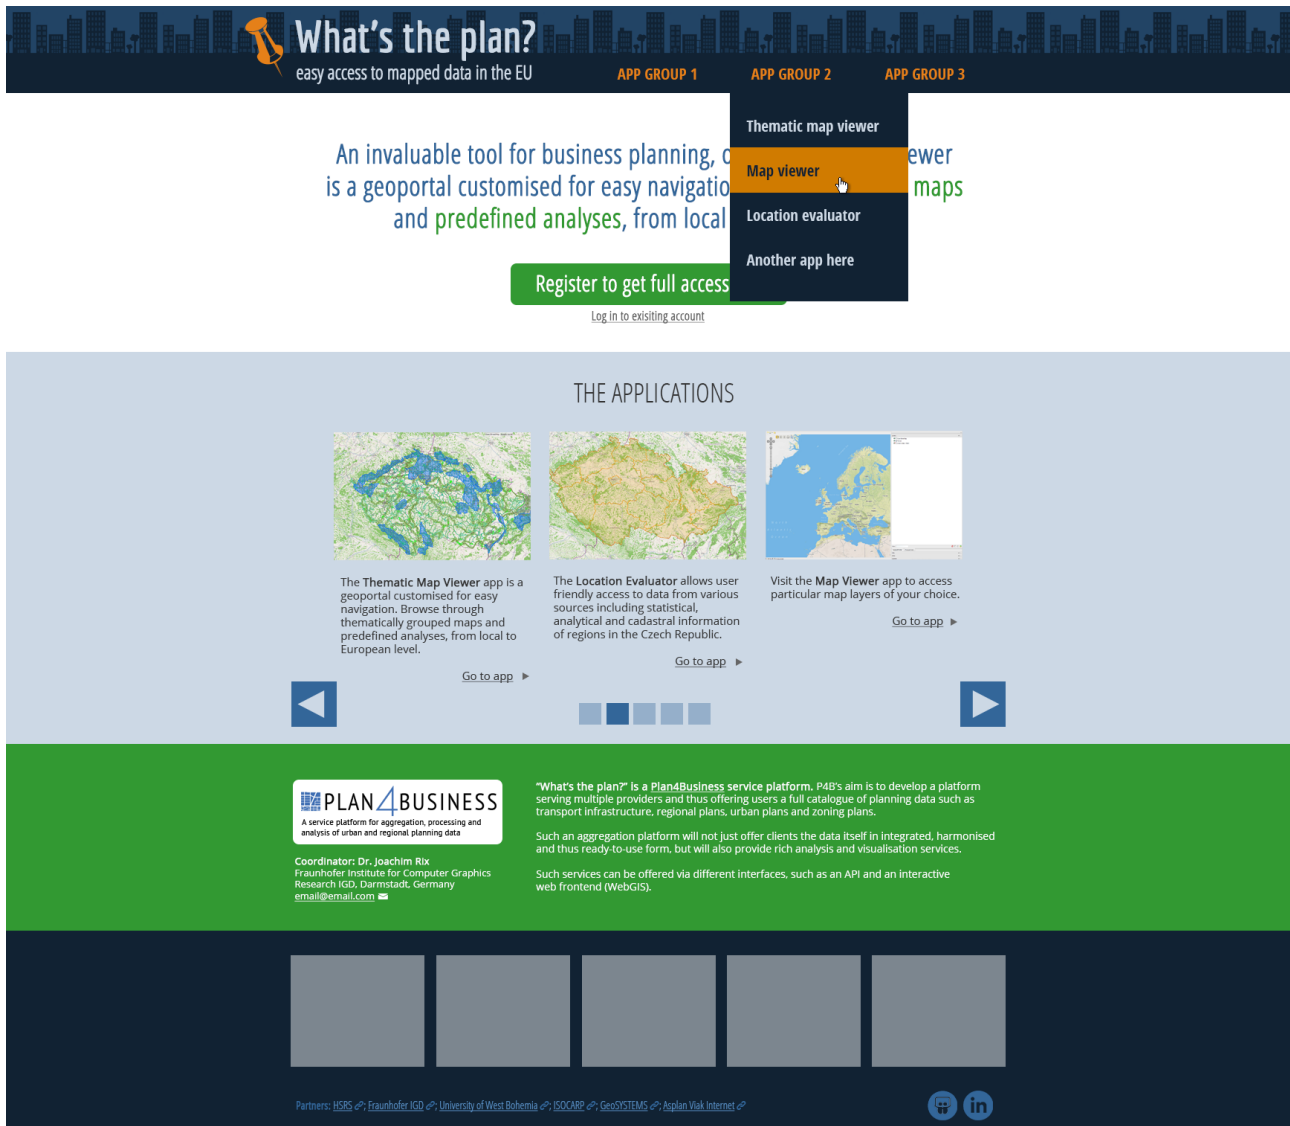 What's the plan?
easy access to mapped data in the EU
APP GROUP 1
APP GROUP 2
APP GROUP 3
Thematic map viewer
Map viewer
Location evaluator
Another app here
An invaluable tool for business planning, o
ewer
is a geoportal customised for easy navigatio
maps
and predefined analyses, from local
Register to get full access
Log in to exisiting account
THE APPLICATIONS
The Thematic Map Viewer app is a
geoportal customised for easy
navigation. Browse through
thematically grouped maps and
predefined analyses, from local to
European level.
Go to app
The Location Evaluator allows user
friendly access to data from various
sources including statistical,
analytical and cadastral information
of regions in the Czech Republic.
Go to app
Visit the Map Viewer app to access
particular map layers of your choice.
Go to app
PLAN4BUSINESS
A service platform for aggregation, processing and
analysis of urban and regional planning data
Coordinator: Dr. Joachim Rix
Fraunhofer Institute for Computer Graphics
Research IGD, Darmstadt, Germany
email@email.com
"What's the plan?" is a Plan4Business service platform. P4B's aim is to develop a platform
serving multiple providers and thus offering users a full catalogue of planning data such as
transport infrastructure, regional plans, urban plans and zoning plans.
Such an aggregation platform will not just offer clients the data itself in integrated, harmonised
and thus ready-to-use form, but will also provide rich analysis and visualisation services.
Such services can be offered via different interfaces, such as an API and an interactive
web frontend (WebGIS).
Partners: HSRS ; Fraunhofer IGD ; University of West Bohemia ; ISOCARP ; GeoSYSTEMS ; Asplan Viak Internet
in